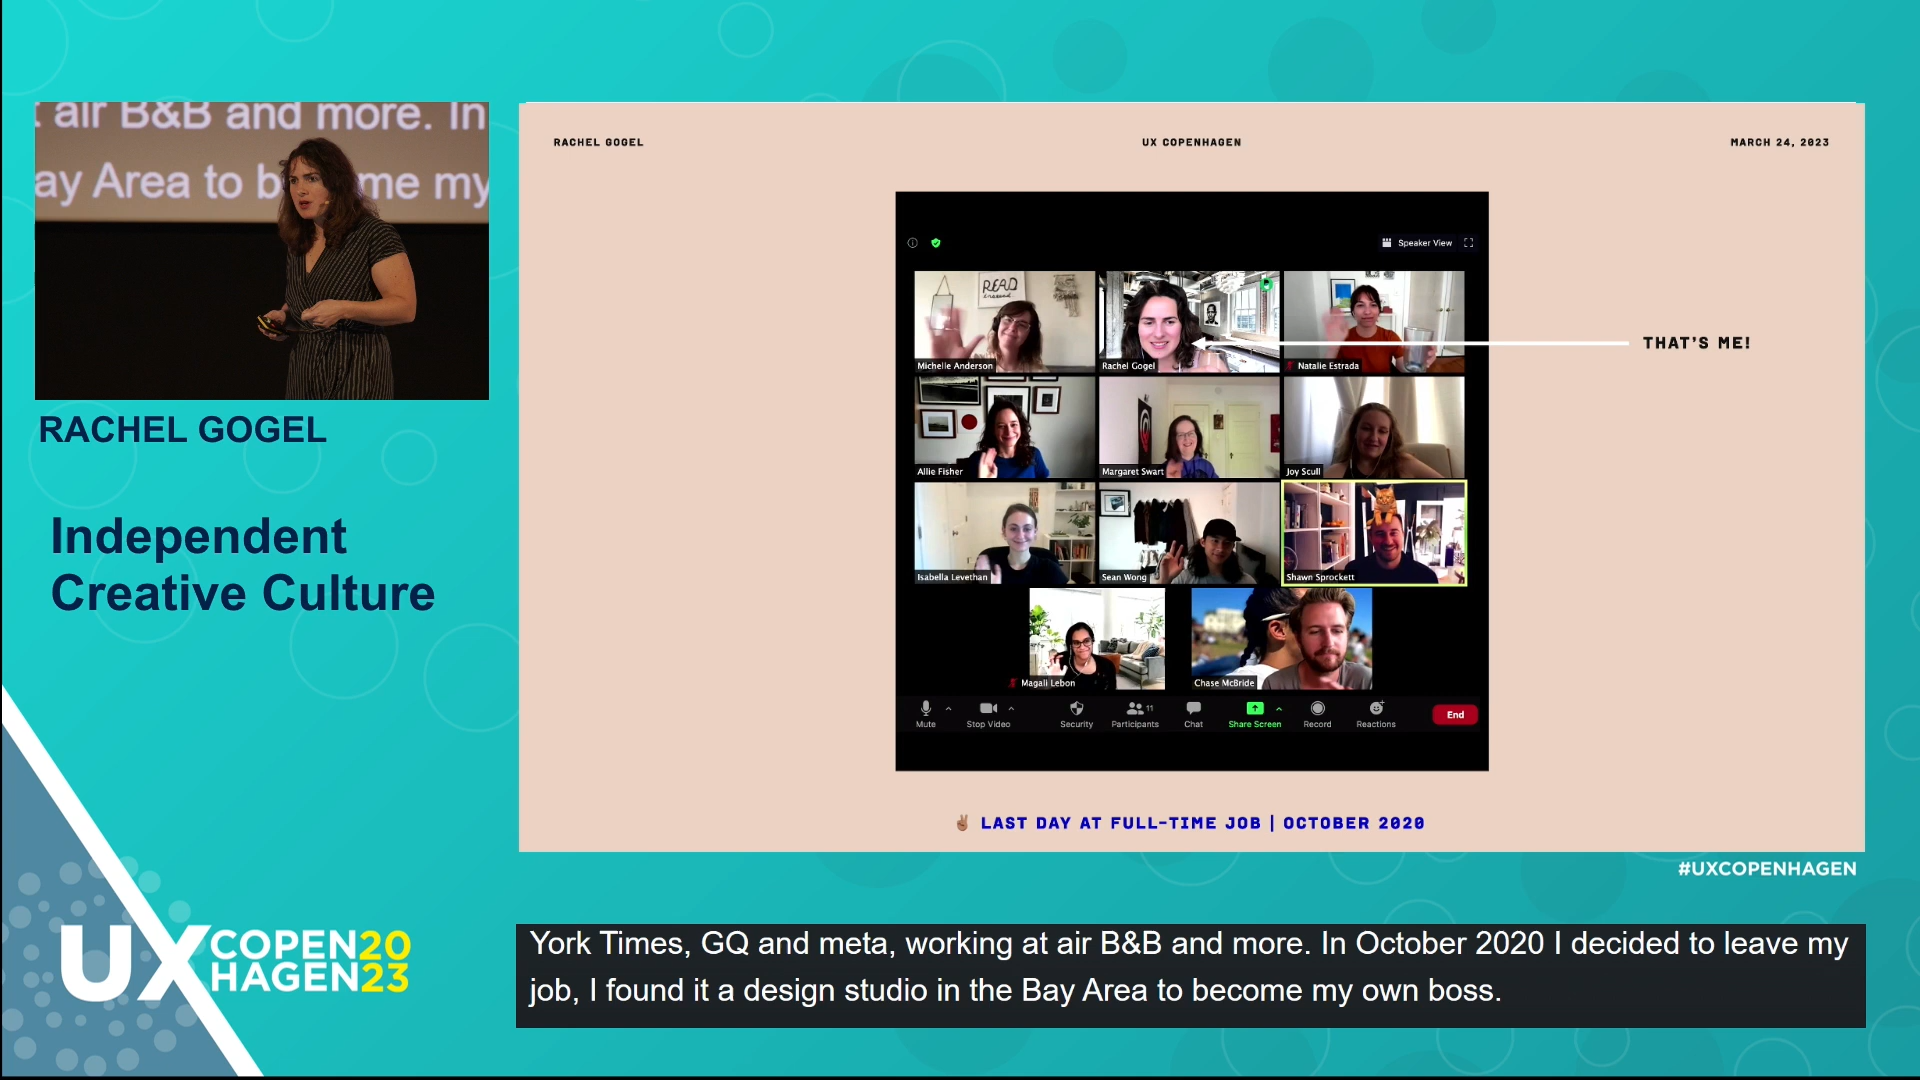 air B&B and more. In
ay Area to become my
RACHEL GOGEL
Independent
Creative Culture
UX COPEN20
HAGEN23
RACHEL GOGEL
UX COPENHAGEN
MARCH 24, 2023
Speaker View
READ
Michelle Anderson
Rachel Gogel
Natalie Estrada
THAT'S ME!
Allie Fisher
Margaret Swart
Joy Scull
Isabella Levethan
Sean Wong
Shawn Sprockett
Magali Lebon
Chase McBride
Mute
Stop Video
Security
Participants
11
Chat
Share Screen
Record
Reactions
End
✌🏽 LAST DAY AT FULL-TIME JOB | OCTOBER 2020
#UXCOPENHAGEN
York Times, GQ and meta, working at air B&B and more. In October 2020 I decided to leave my
job, I found it a design studio in the Bay Area to become my own boss.